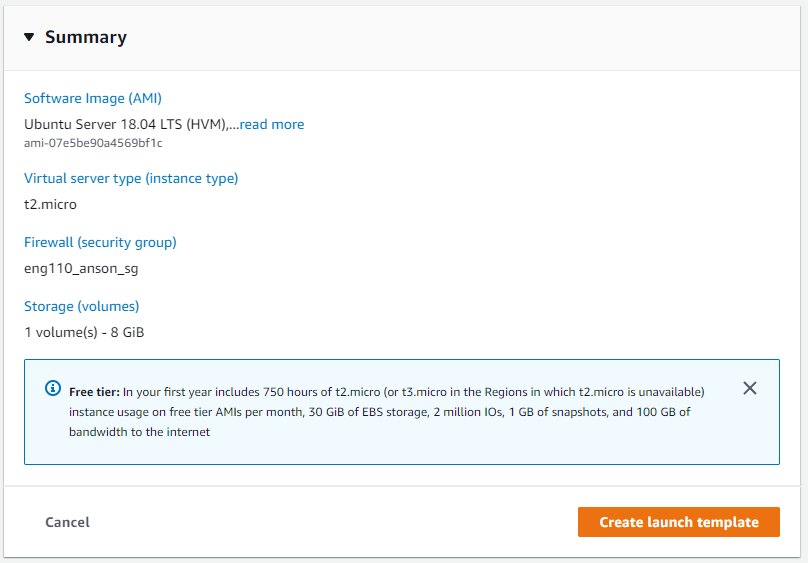 Summary
Software Image (AMI)
Ubuntu Server 18.04 LTS (HVM),...read more
ami-07e5be90a4569bf1c
Virtual server type (instance type)
t2.micro
Firewall (security group)
eng110_anson_sg
Storage (volumes)
1 volume(s) - 8 GiB
Free tier: In your first year includes 750 hours of t2.micro (or t3.micro in the Regions in which t2.micro is unavailable)
instance usage on free tier AMIs per month, 30 GiB of EBS storage, 2 million IOs, 1 GB of snapshots, and 100 GB of
bandwidth to the internet
Cancel
Create launch template